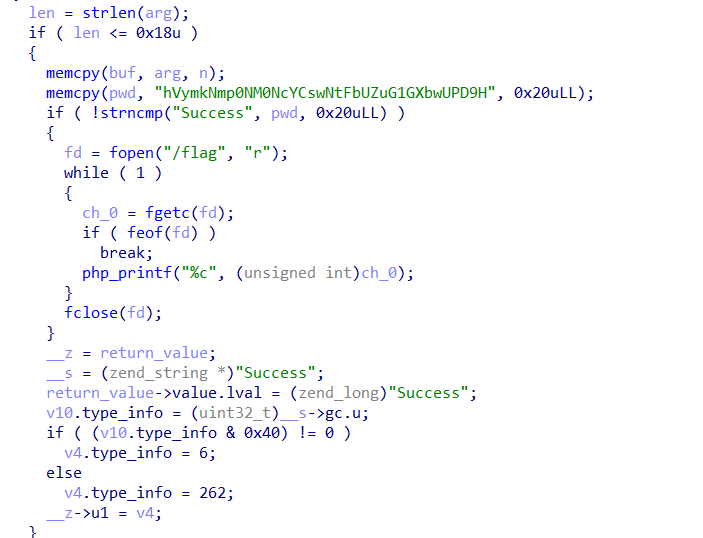 len = strlen(arg);
if ( len <= 0x18u )
{
memcpy(buf, arg, n);
memcpy(pwd, "hVymkNmp0NM0NcYCswNtFbUZuG1GXbwUPD9H", 0x20uLL);
if ( !strncmp("Success", pwd, 0x20uLL) )
{
fd = fopen("/flag", "r");
while ( 1 )
{
ch_0 = fgetc(fd);
if ( feof(fd) )
break;
php_printf("%c", (unsigned int)ch_0);
}
fclose(fd);
}
__z = return_value;
__s = (zend_string *)"Success";
return_value->value.lval = (zend_long)"Success";
v10.type_info = (uint32_t)__s->gc.u;
if ( (v10.type_info & 0x40) != 0 )
v4.type_info = 6;
else
v4.type_info = 262;
__z->u1 = v4;
}